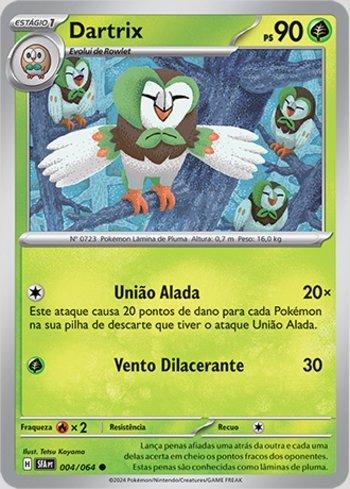 ESTÁGIO 1
Dartrix
PS 90
Evolui de Rowlet
Nº 0723 Pokémon Lâmina de Pluma Altura: 0,7 m Peso: 16,0 kg
União Alada 20×
Este ataque causa 20 pontos de dano para cada Pokémon
na sua pilha de descarte que tiver o ataque União Alada.
Vento Dilacerante 30
Fraqueza × 2 Resistência Recuo
Ilust. Tetsu Kayama
H SFA PT 004/064
Lança penas afiadas uma atrás da outra e cada uma
delas acerta em cheio os pontos fracos dos oponentes.
Essas penas são conhecidas como lâminas de pluma.
©2024 Pokémon/Nintendo/Creatures/GAME FREAK